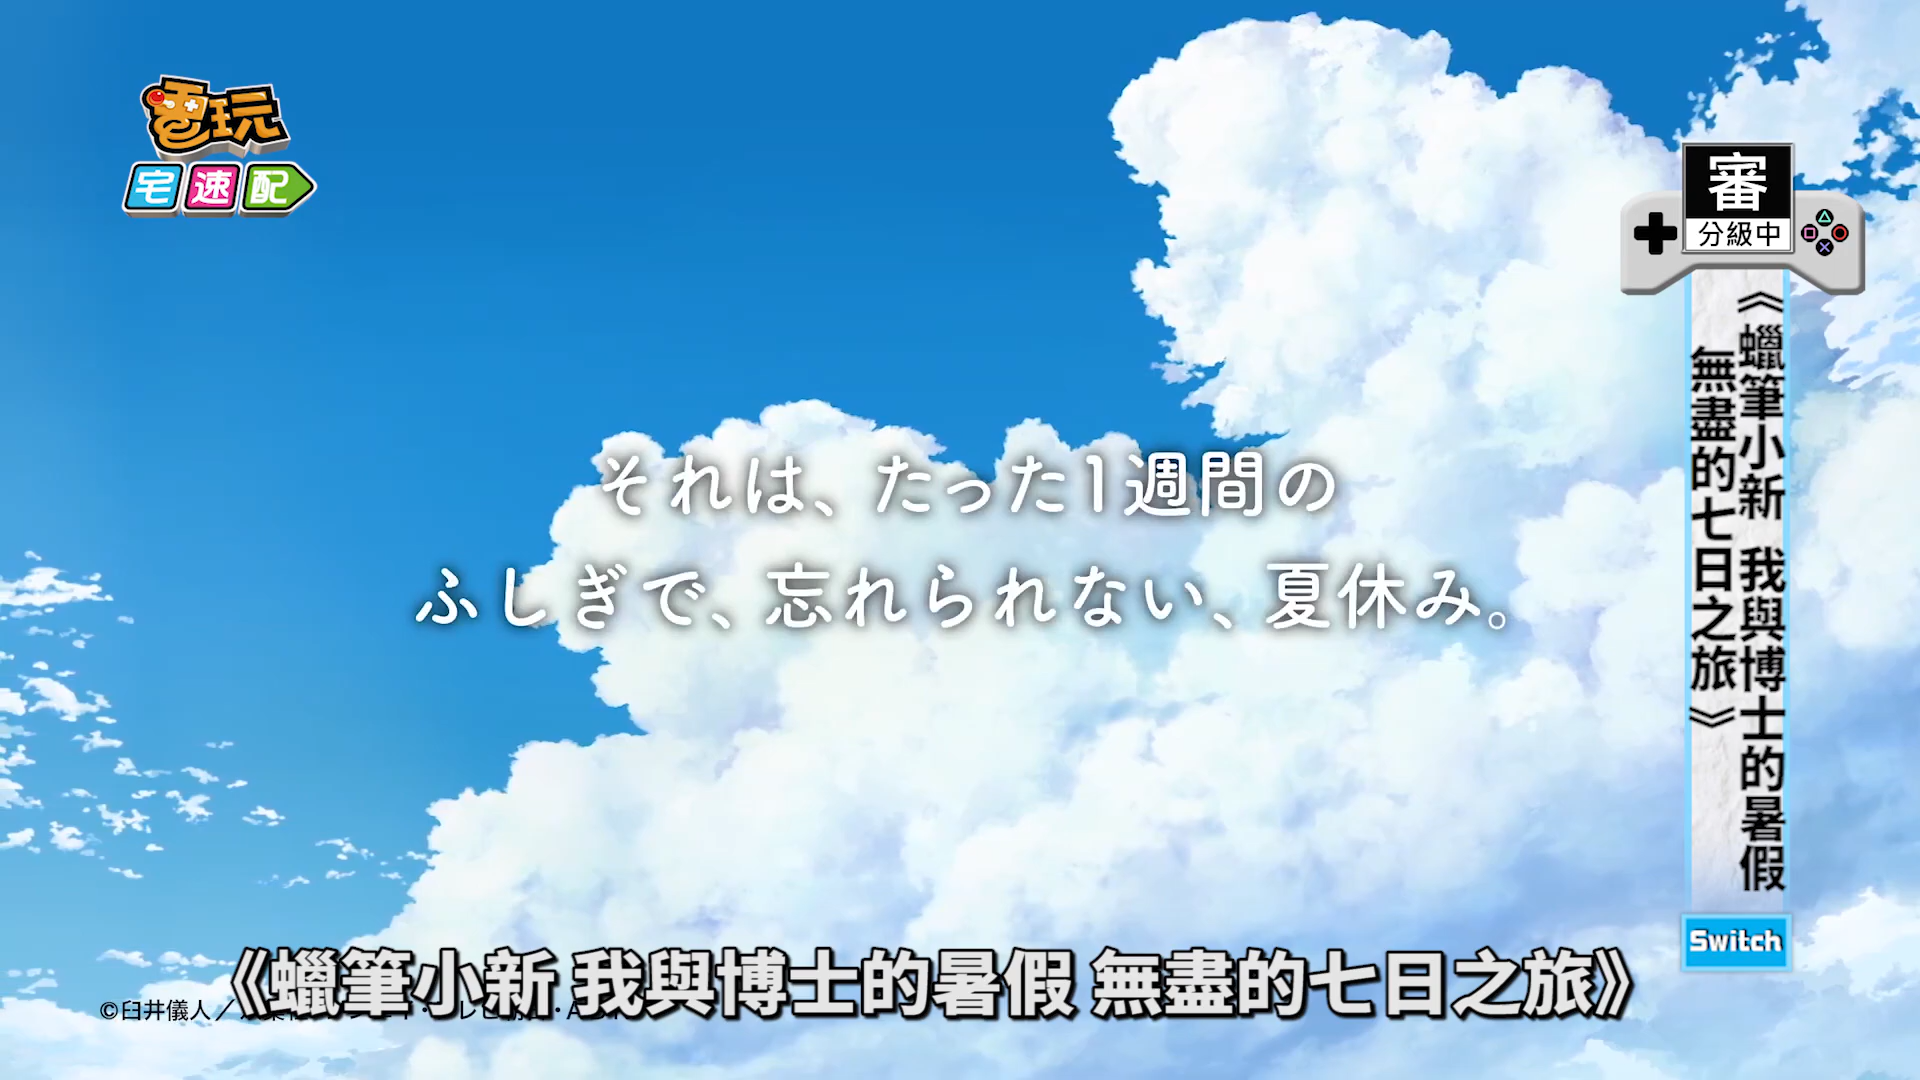 電玩
宅速配
審
分級中
《蠟筆小新 我與博士的暑假
無盡的七日之旅》
Switch
それは、たった1週間の
ふしぎで、忘れられない、夏休み。
《蠟筆小新 我與博士的暑假 無盡的七日之旅》
©臼井儀人／